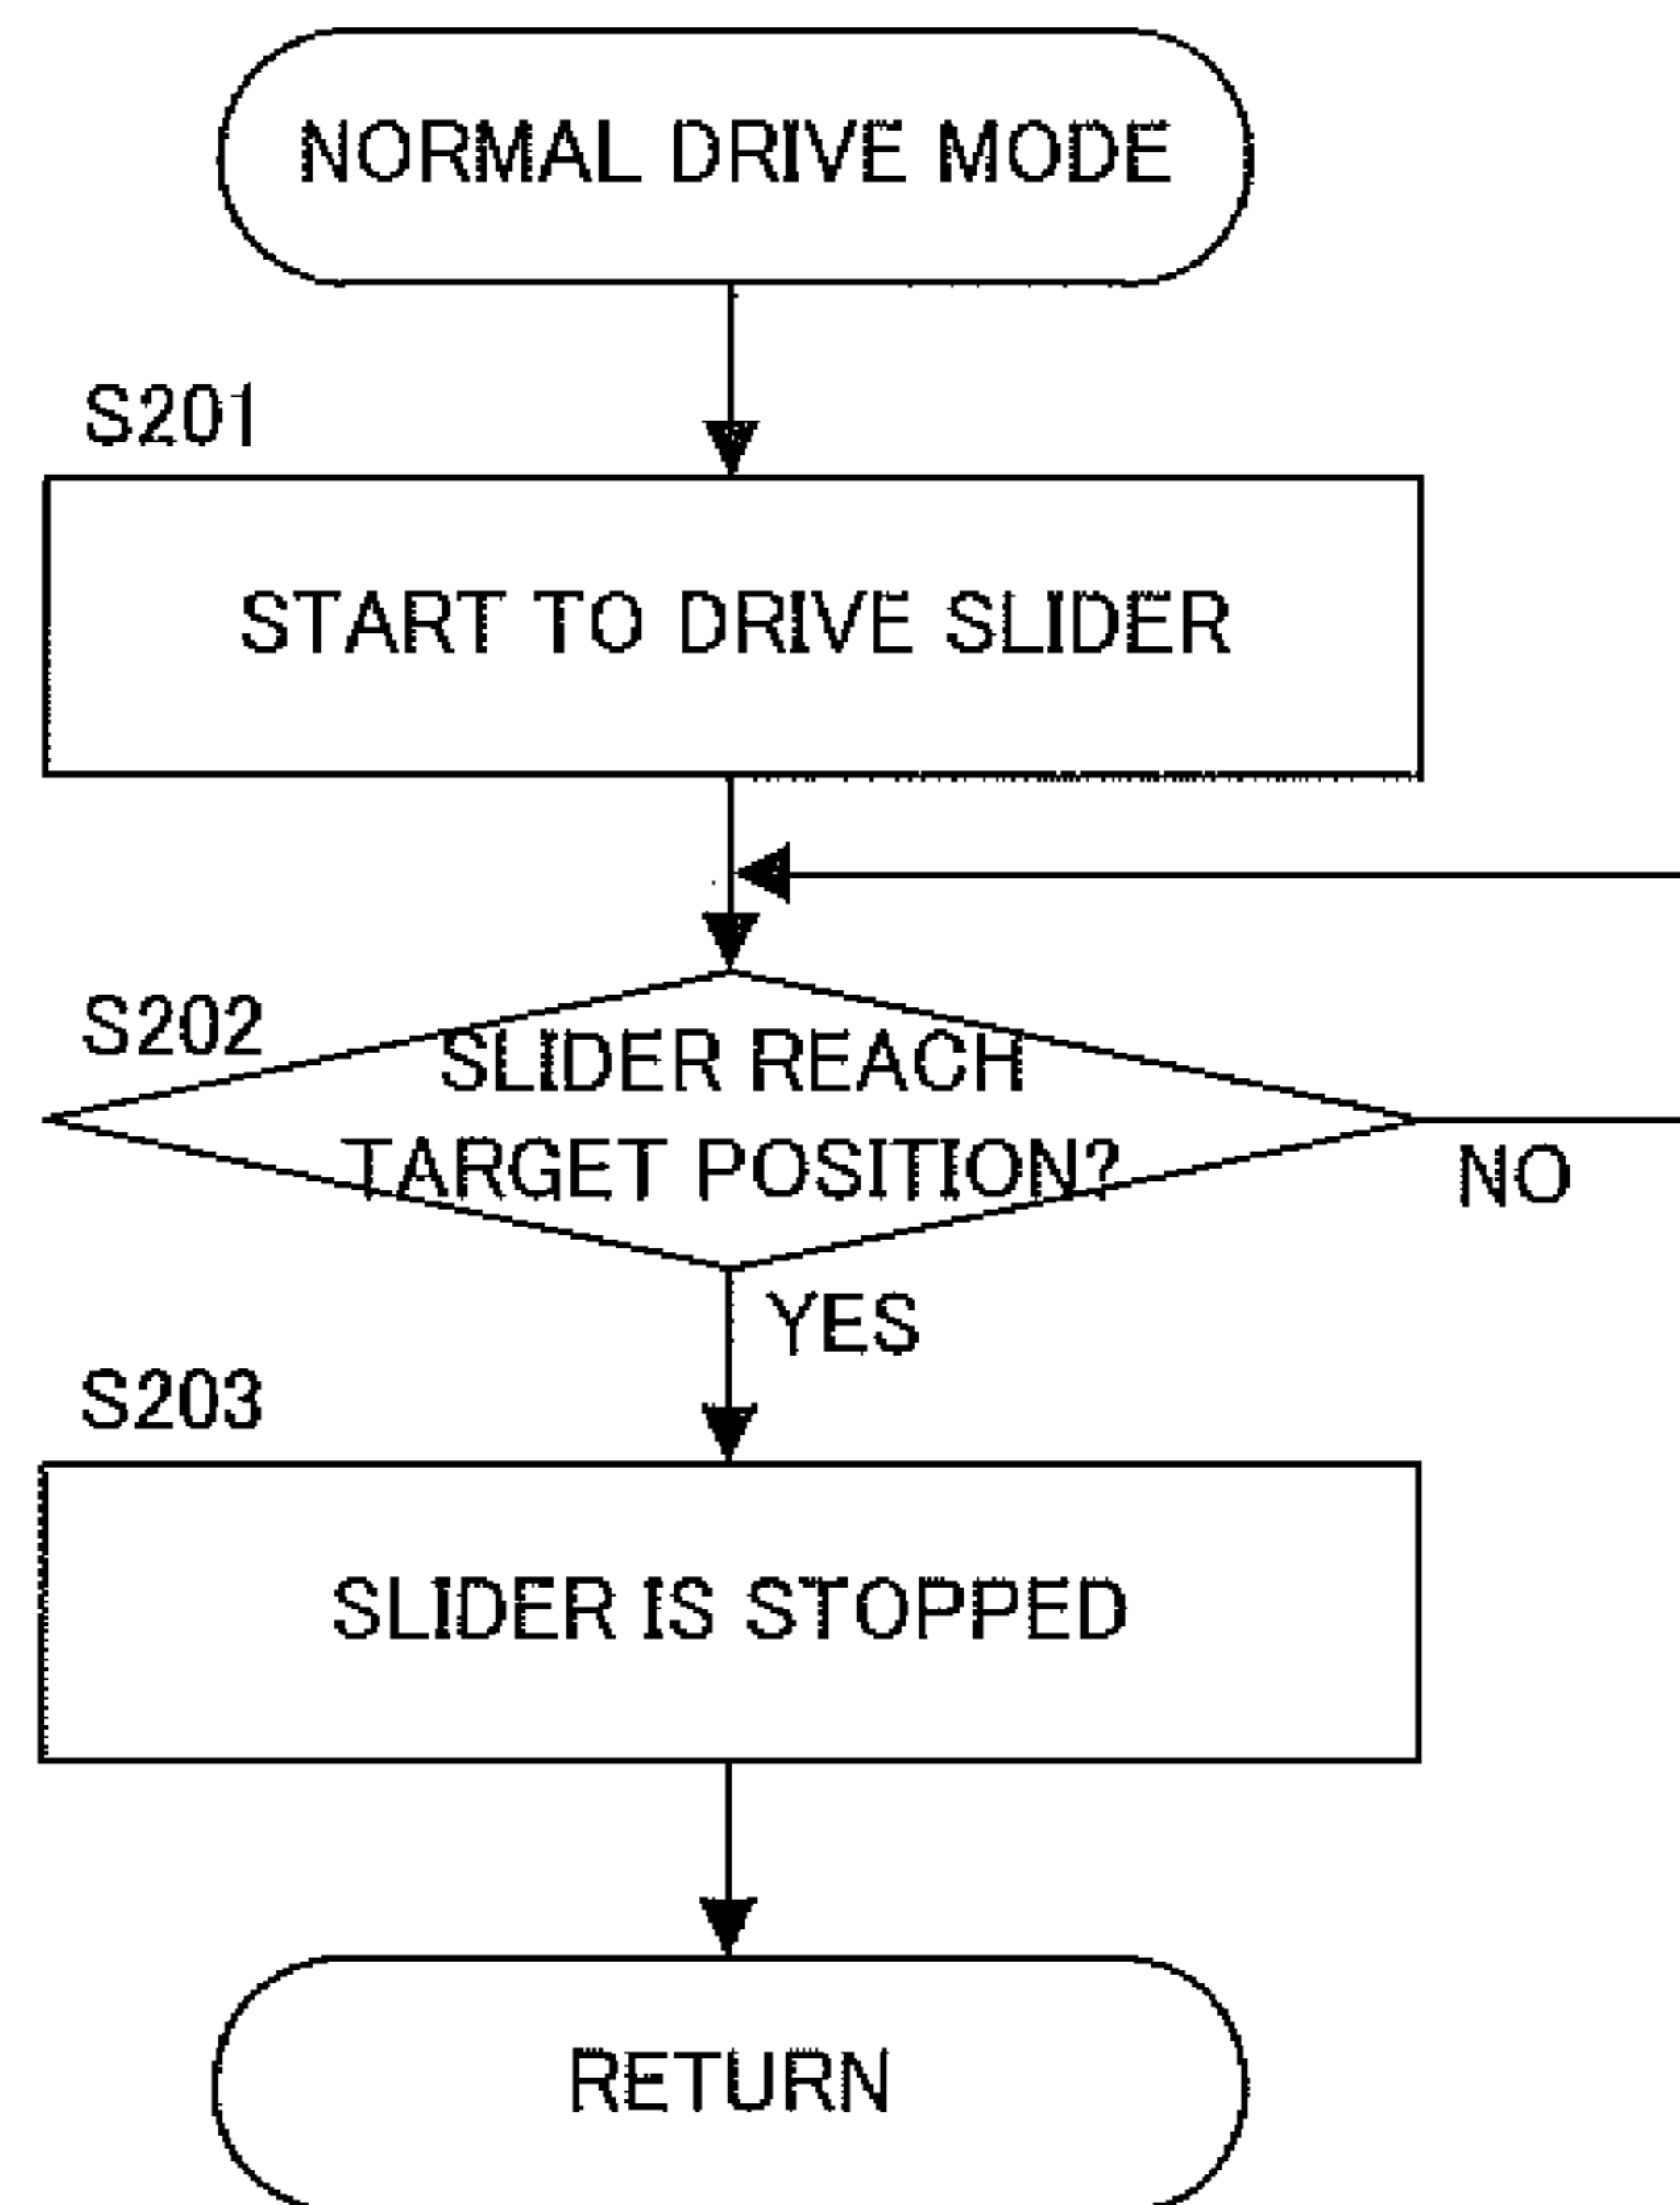 NORMAL DRIVE MODE
S201
START TO DRIVE SLIDER
S202
SLIDER REACH
TARGET POSITION?
NO
YES
S203
SLIDER IS STOPPED
RETURN